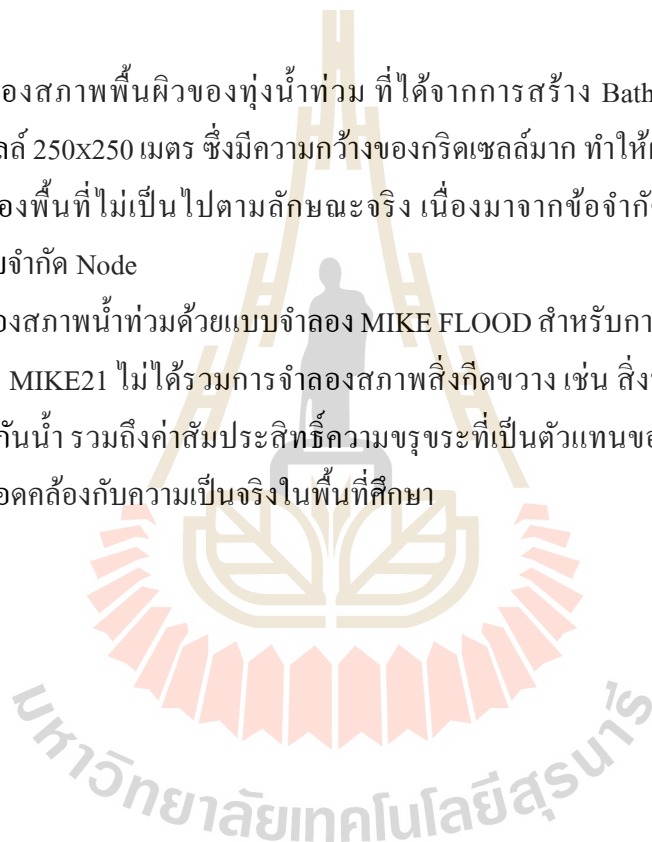 องสภาพพื้นผิวของทุ่งน้ำท่วม ที่ได้จากการสร้าง Bath
ลล์ 250x250 เมตร ซึ่งมีความกว้างของกริดเซลล์มาก ทำให้
องพื้นที่ไม่เป็นไปตามลักษณะจริง เนื่องมาจากข้อจำกั
จำกัด Node
องสภาพน้ำท่วมด้วยแบบจำลอง MIKE FLOOD สำหรับกา
MIKE21 ไม่ได้รวมการจำลองสภาพสิ่งกีดขวาง เช่น สิ่ง
กันน้ำ รวมถึงค่าสัมประสิทธิ์ความขรุขระที่เป็นตัวแทนขอ
อดคล้องกับความเป็นจริงในพื้นที่ศึกษา
มหาวิทยาลัยเทคโนโลยีสุรนารี